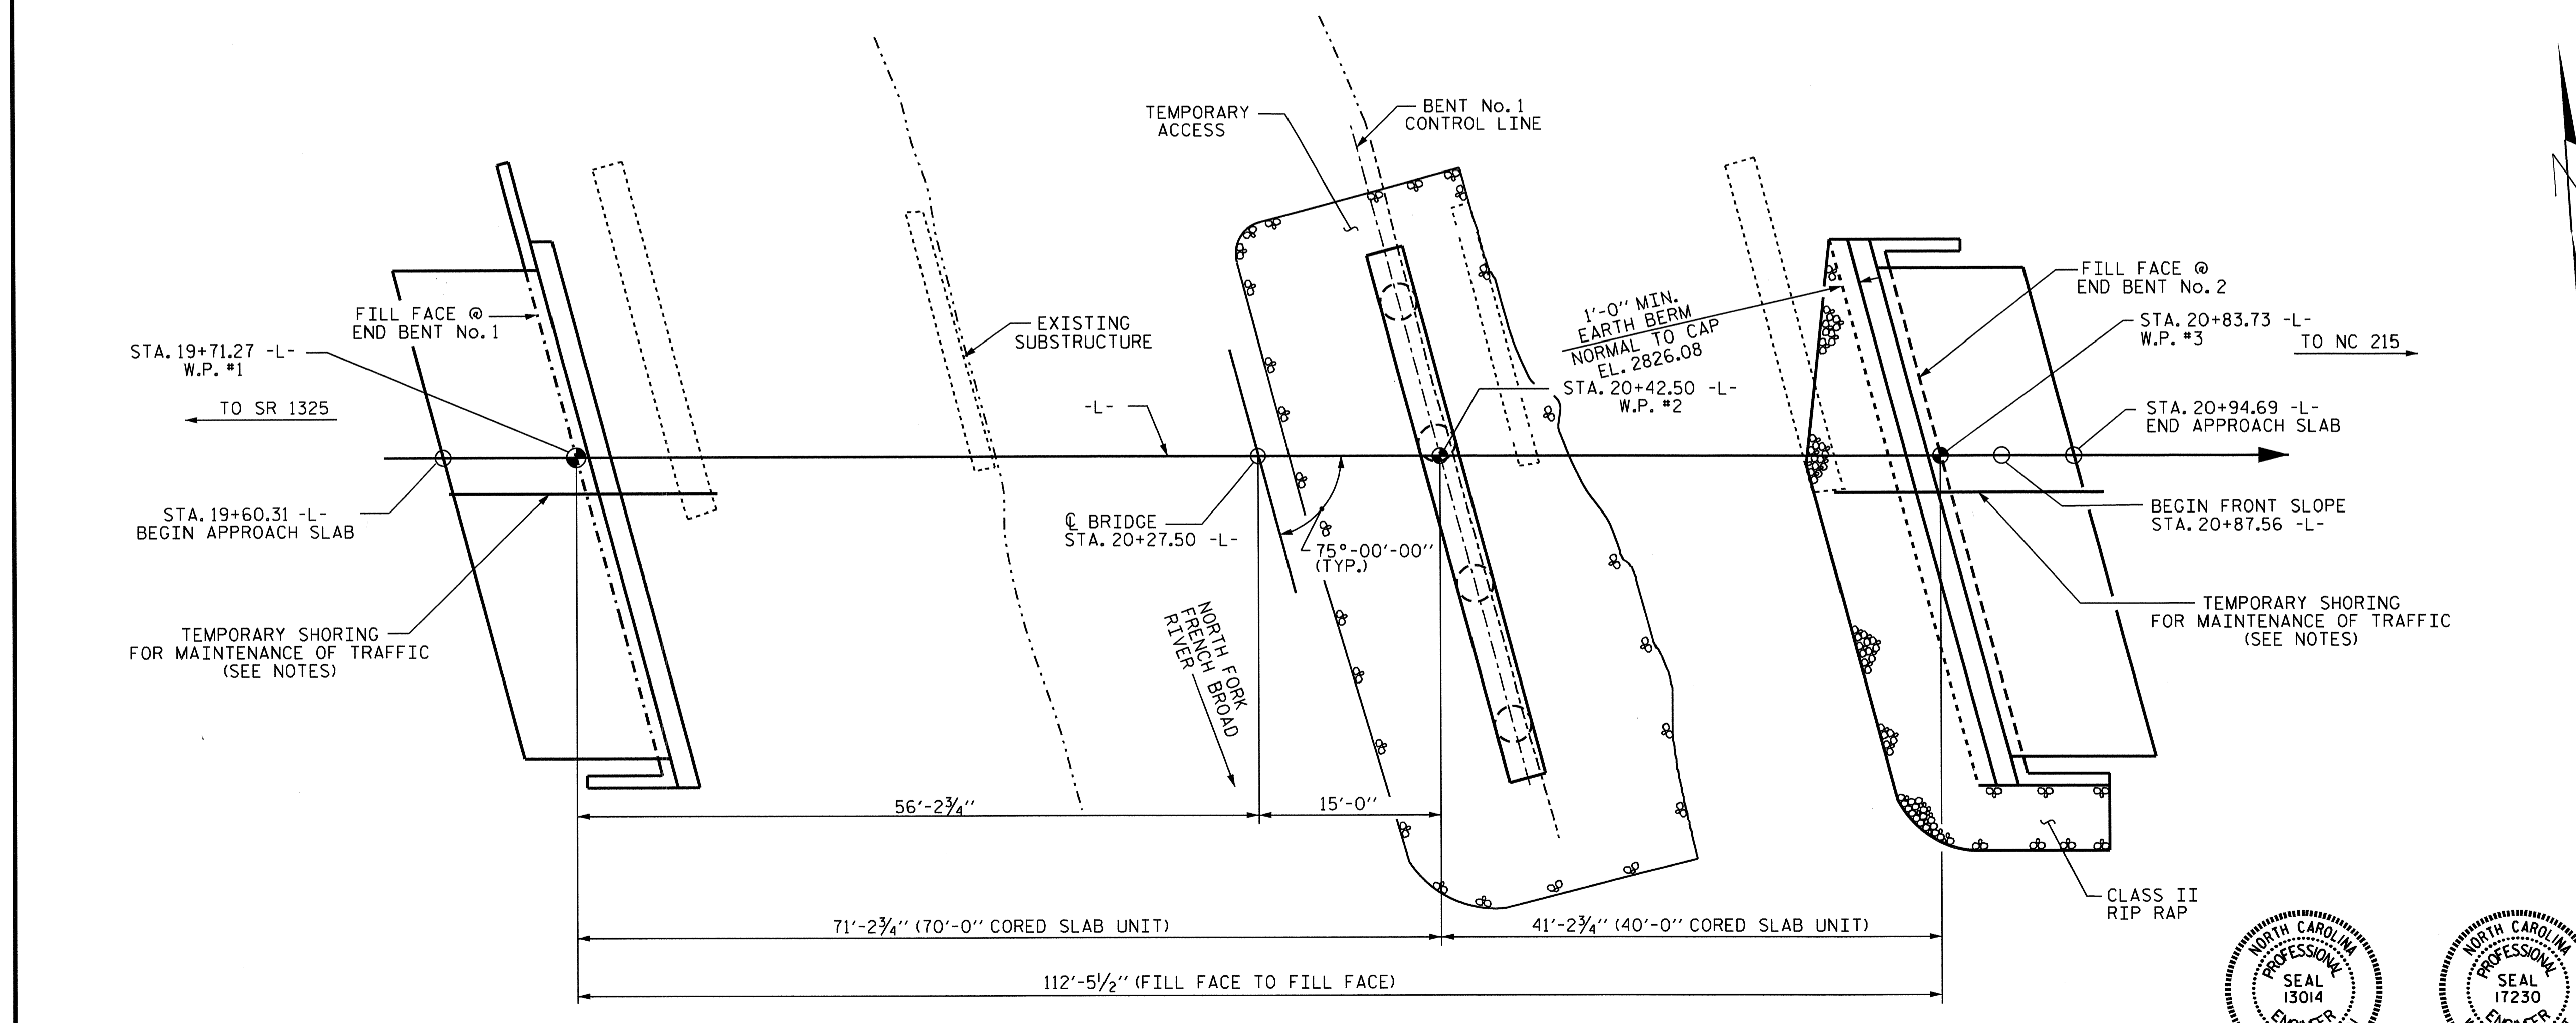 TEMPORARY
ACCESS
BENT No. 1
CONTROL LINE
FILL FACE @
END BENT No. 1
STA. 19+71.27 -L-
W.P. #1
TO SR 1325
EXISTING
SUBSTRUCTURE
-L-
1'-0" MIN.
EARTH BERM
NORMAL TO CAP
EL. 2826.08
STA. 20+42.50 -L-
W.P. #2
FILL FACE @
END BENT No. 2
STA. 20+83.73 -L-
W.P. #3
TO NC 215
STA. 20+94.69 -L-
END APPROACH SLAB
STA. 19+60.31 -L-
BEGIN APPROACH SLAB
℄ BRIDGE
STA. 20+27.50 -L-
75°-00'-00"
(TYP.)
BEGIN FRONT SLOPE
STA. 20+87.56 -L-
TEMPORARY SHORING
FOR MAINTENANCE OF TRAFFIC
(SEE NOTES)
NORTH FORK
FRENCH BROAD
RIVER
TEMPORARY SHORING
FOR MAINTENANCE OF TRAFFIC
(SEE NOTES)
56'-2¾"
15'-0"
CLASS II
RIP RAP
71'-2¾" (70'-0" CORED SLAB UNIT)
41'-2¾" (40'-0" CORED SLAB UNIT)
112'-5½" (FILL FACE TO FILL FACE)
NORTH CAROLINA
PROFESSIONAL
SEAL
13014
ENGINEER
NORTH CAROLINA
PROFESSIONAL
SEAL
17230
ENGINEER